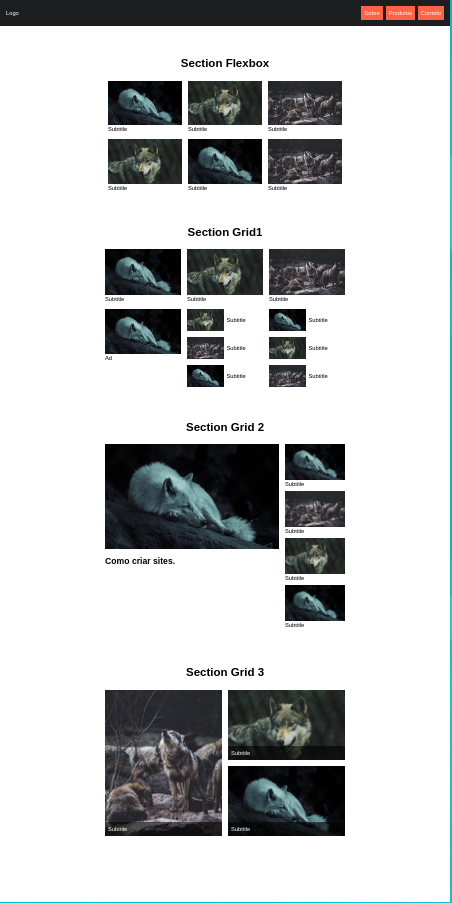 Logo
Sobre
Produtos
Contato
Section Flexbox
Subtitle
Subtitle
Subtitle
Subtitle
Subtitle
Subtitle
Section Grid1
Subtitle
Subtitle
Subtitle
Subtitle
Subtitle
Ad
Subtitle
Subtitle
Subtitle
Subtitle
Section Grid 2
Subtitle
Subtitle
Como criar sites.
Subtitle
Subtitle
Section Grid 3
Subtitle
Subtitle
Subtitle